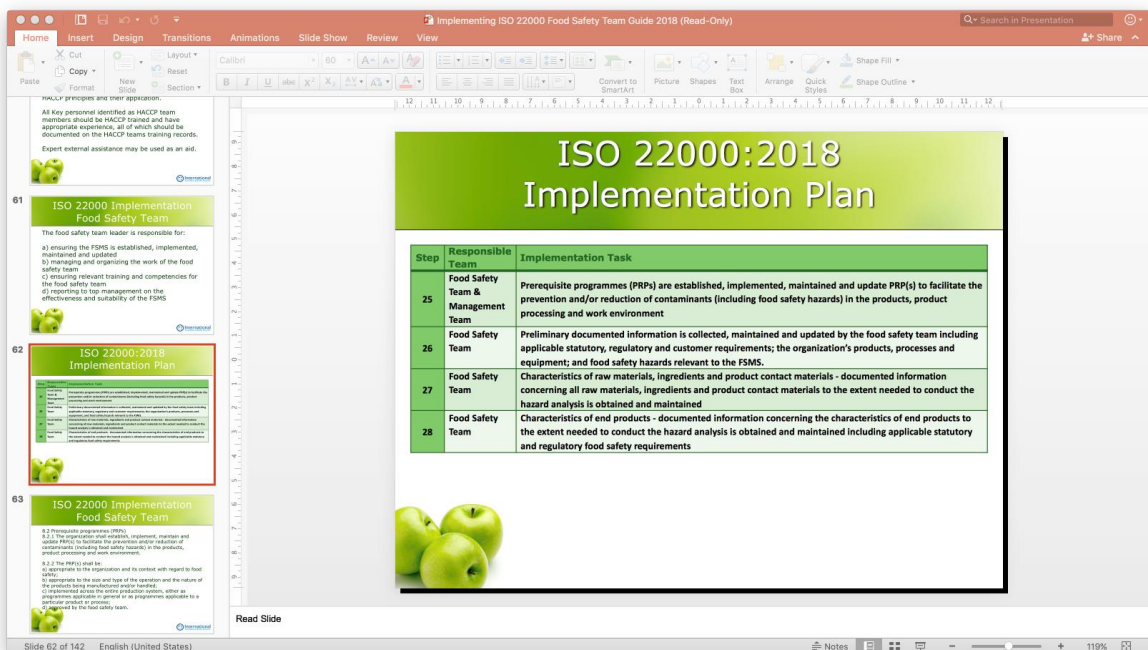 Implementing ISO 22000 Food Safety Team Guide 2018 (Read-Only)
Search in Presentation
Home Insert Design Transitions Animations Slide Show Review View
Share
Paste
Cut
Copy
Format
New Slide
Layout
Reset
Section
Calibri 60
Convert to SmartArt
Picture
Shapes
Text Box
Arrange
Quick Styles
Shape Fill
Shape Outline
HACCP principles and their application.
All Key personnel identified as HACCP team
members should be HACCP trained and have
appropriate experience, all of which should be
documented on the HACCP teams training records.
Expert external assistance may be used as an aid.
International
61
ISO 22000 Implementation
Food Safety Team
The food safety team leader is responsible for:
a) ensuring the FSMS is established, implemented,
maintained and updated
b) managing and organizing the work of the food
safety team
c) ensuring relevant training and competencies for
the food safety team
d) reporting to top management on the
effectiveness and suitability of the FSMS
International
62
ISO 22000:2018
Implementation Plan
63
ISO 22000 Implementation
Food Safety Team
8.2 Prerequisite programmes (PRPs)
8.2.1 The organization shall establish, implement, maintain and
update PRP(s) to facilitate the prevention and/or reduction of
contaminants (including food safety hazards) in the products,
product processing and work environment.
8.2.2 The PRP(s) shall be:
a) appropriate to the organization and its context with regard to food
safety;
b) appropriate to the size and type of the operation and the nature of
the products being manufactured and/or handled;
c) implemented across the entire production system, either as
programmes applicable in general or as programmes applicable to a
particular product or process;
d) approved by the food safety team.
International
ISO 22000:2018
Implementation Plan
Step Responsible Team Implementation Task
25 Food Safety Team & Management Team
Prerequisite programmes (PRPs) are established, implemented, maintained and update PRP(s) to facilitate the
prevention and/or reduction of contaminants (including food safety hazards) in the products, product
processing and work environment
26 Food Safety Team
Preliminary documented information is collected, maintained and updated by the food safety team including
applicable statutory, regulatory and customer requirements; the organization's products, processes and
equipment; and food safety hazards relevant to the FSMS.
27 Food Safety Team
Characteristics of raw materials, ingredients and product contact materials - documented information
concerning all raw materials, ingredients and product contact materials to the extent needed to conduct the
hazard analysis is obtained and maintained
28 Food Safety Team
Characteristics of end products - documented information concerning the characteristics of end products to
the extent needed to conduct the hazard analysis is obtained and maintained including applicable statutory
and regulatory food safety requirements
Read Slide
Slide 62 of 142 English (United States)
Notes
119%